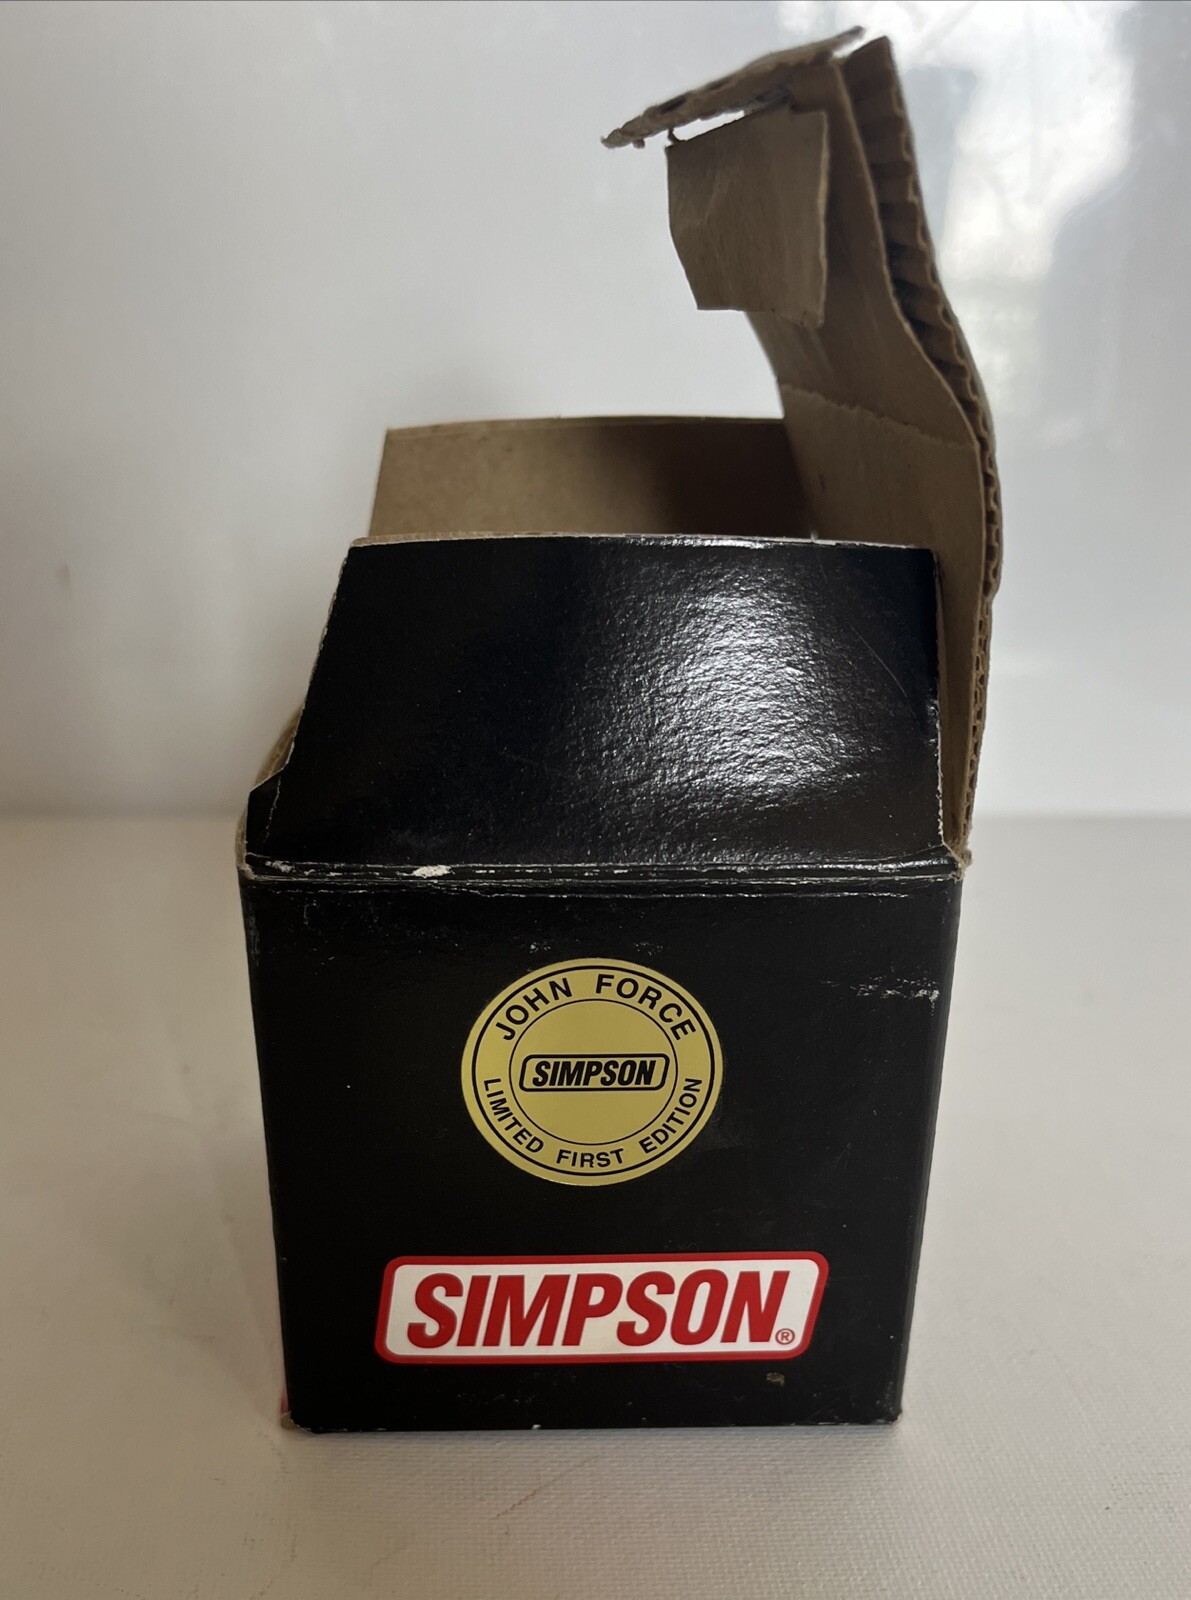 JOHN FORCE
SIMPSON
LIMITED FIRST EDITION
SIMPSON®